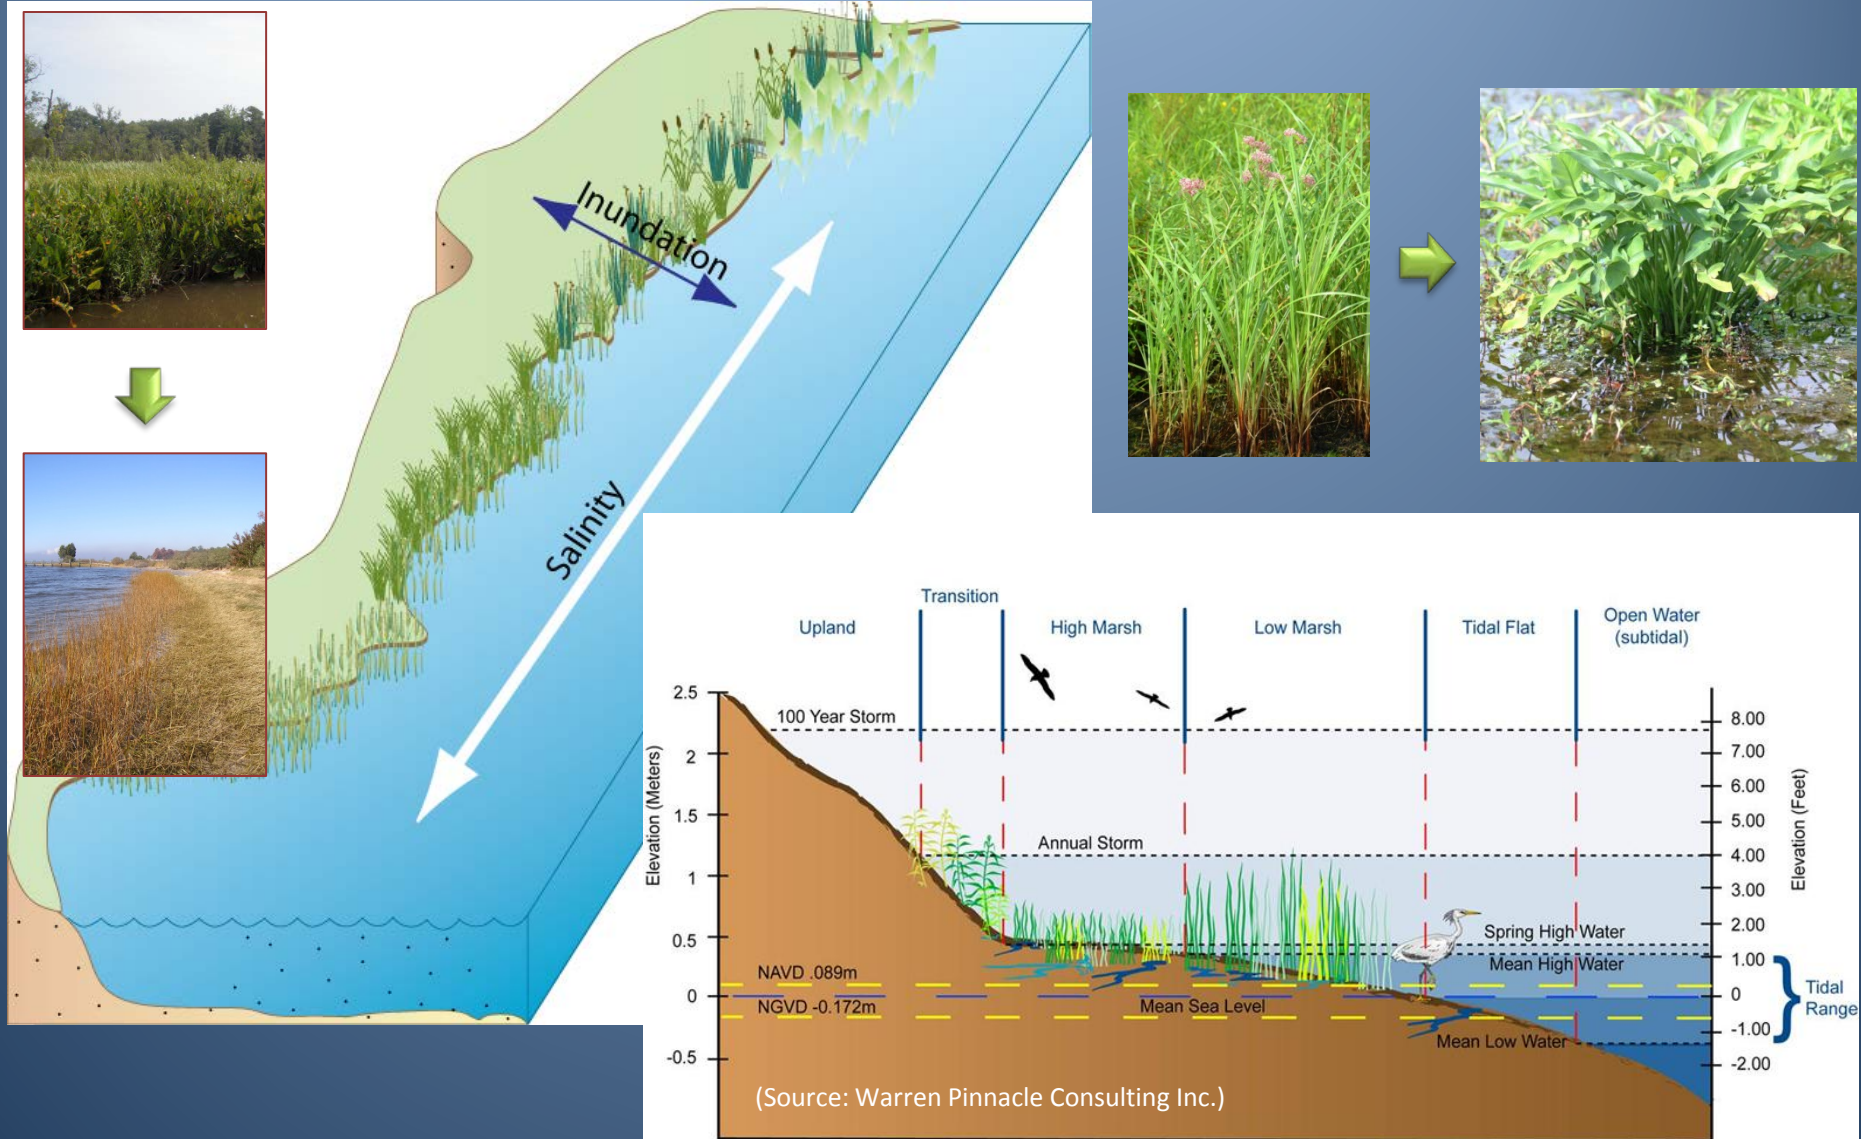 Inundation
Salinity
Transition
Upland
High Marsh
Low Marsh
Tidal Flat
Open Water
(subtidal)
2.5
2
1.5
1
0.5
0
-0.5
Elevation (Meters)
100 Year Storm
Annual Storm
Spring High Water
Mean High Water
NAVD .089m
NGVD -0.172m
Mean Sea Level
Mean Low Water
8.00
7.00
6.00
5.00
4.00
3.00
2.00
1.00
0
-1.00
-2.00
Elevation (Feet)
Tidal
Range
(Source: Warren Pinnacle Consulting Inc.)